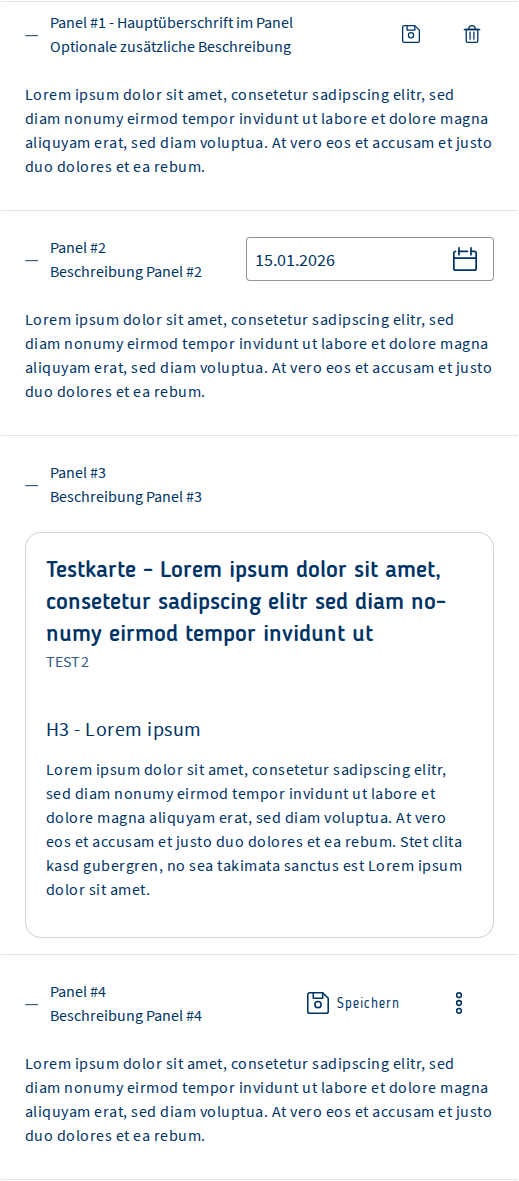 Panel #1 - Hauptüberschrift im Panel
Optionale zusätzliche Beschreibung
Lorem ipsum dolor sit amet, consetetur sadipscing elitr, sed
diam nonumy eirmod tempor invidunt ut labore et dolore magna
aliquyam erat, sed diam voluptua. At vero eos et accusam et justo
duo dolores et ea rebum.
Panel #2
Beschreibung Panel #2
15.01.2026
Lorem ipsum dolor sit amet, consetetur sadipscing elitr, sed
diam nonumy eirmod tempor invidunt ut labore et dolore magna
aliquyam erat, sed diam voluptua. At vero eos et accusam et justo
duo dolores et ea rebum.
Panel #3
Beschreibung Panel #3
Testkarte – Lorem ipsum dolor sit amet,
consetetur sadipscing elitr sed diam no-
numy eirmod tempor invidunt ut
TEST2
H3 - Lorem ipsum
Lorem ipsum dolor sit amet, consetetur sadipscing elitr,
sed diam nonumy eirmod tempor invidunt ut labore et
dolore magna aliquyam erat, sed diam voluptua. At vero
eos et accusam et justo duo dolores et ea rebum. Stet clita
kasd gubergren, no sea takimata sanctus est Lorem ipsum
dolor sit amet.
Panel #4
Beschreibung Panel #4
Speichern
Lorem ipsum dolor sit amet, consetetur sadipscing elitr, sed
diam nonumy eirmod tempor invidunt ut labore et dolore magna
aliquyam erat, sed diam voluptua. At vero eos et accusam et justo
duo dolores et ea rebum.